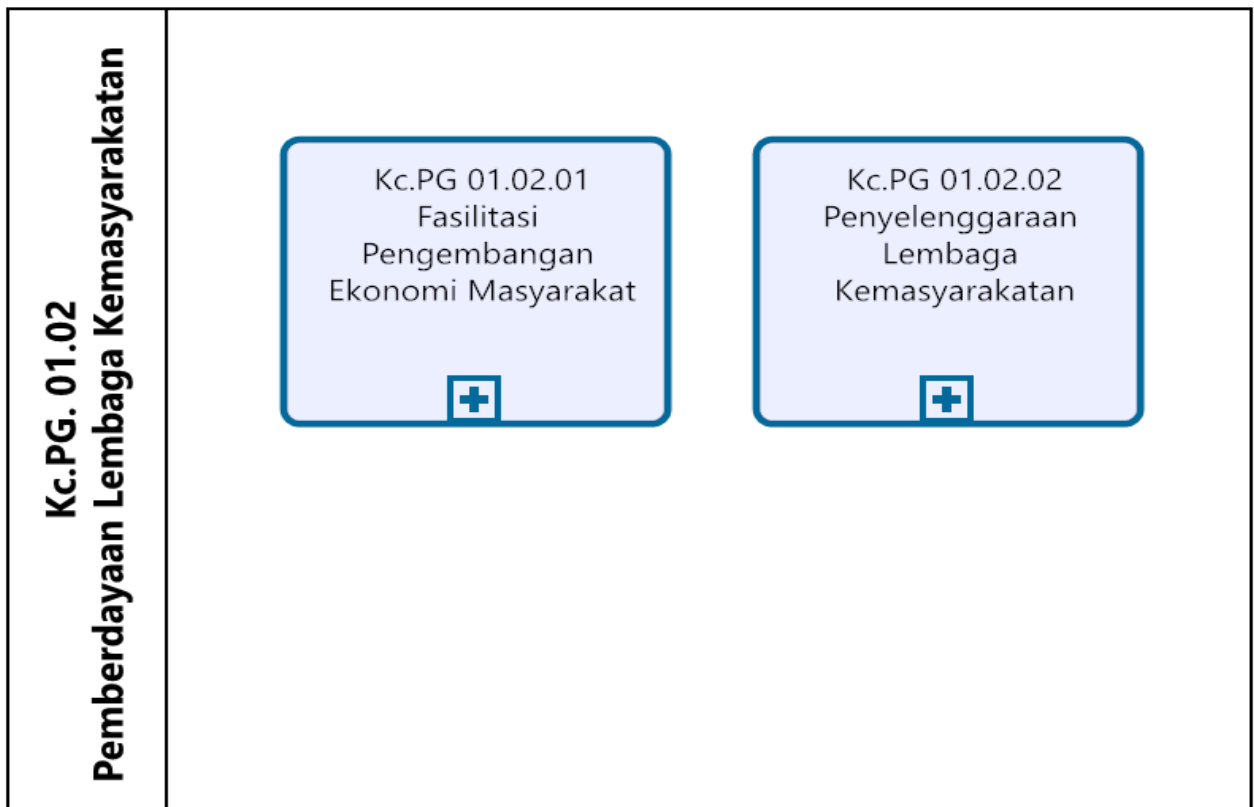 Kc.PG. 01.02
Pemberdayaan Lembaga Kemasyarakatan
Kc.PG 01.02.01
Fasilitasi
Pengembangan
Ekonomi Masyarakat
Kc.PG 01.02.02
Penyelenggaraan
Lembaga
Kemasyarakatan